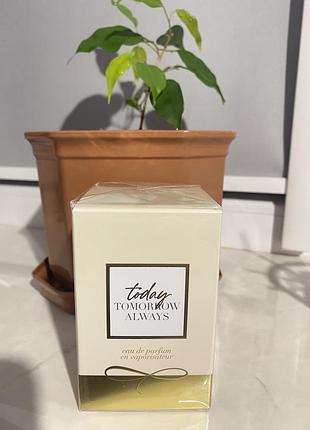 today
TOMORROW
ALWAYS
eau de parfum
en vaporisateur